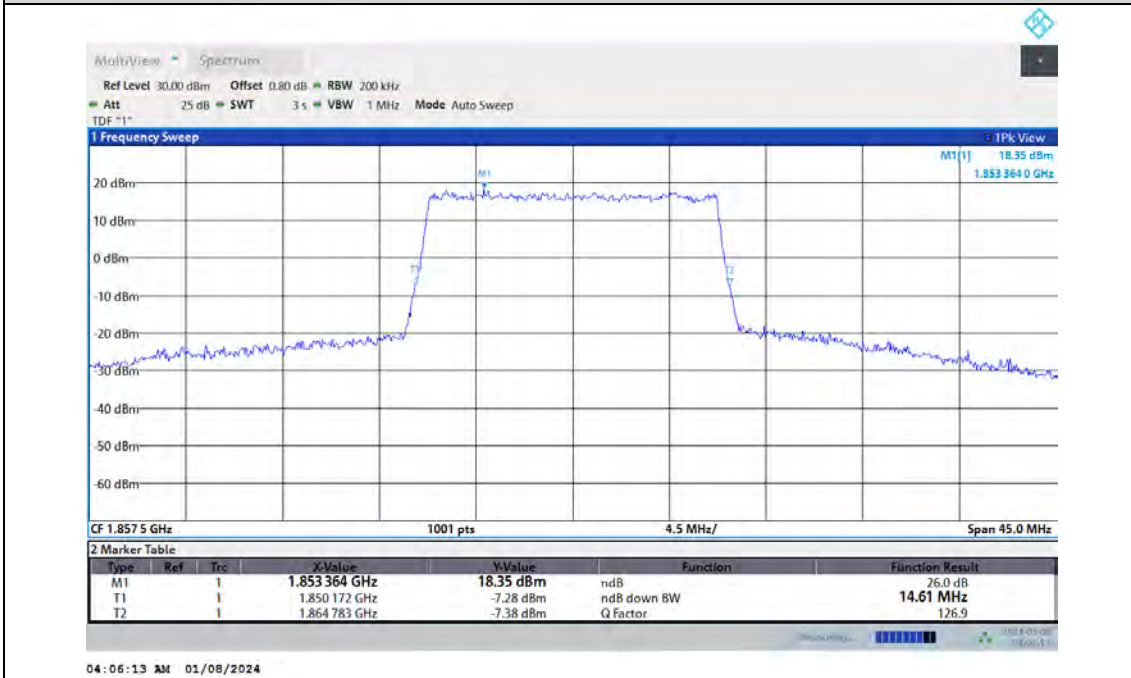 MultiView Spectrum
Ref Level 30.00 dBm Offset 0.80 dB RBW 200 kHz
Att 25 dB SWT 3 s VBW 1 MHz Mode Auto Sweep
TDF "1"
1 Frequency Sweep 1Pk View
M1[1] 18.35 dBm
1.853 364 0 GHz
M1
20 dBm
10 dBm
0 dBm
T1 T2
-10 dBm
-20 dBm
-30 dBm
-40 dBm
-50 dBm
-60 dBm
CF 1.857 5 GHz 1001 pts 4.5 MHz/ Span 45.0 MHz
2 Marker Table
Type Ref Trc X-Value Y-Value Function Function Result
M1 1 1.853 364 GHz 18.35 dBm ndB 26.0 dB
T1 1 1.850 172 GHz -7.28 dBm ndB down BW 14.61 MHz
T2 1 1.864 783 GHz -7.38 dBm Q Factor 126.9
04:06:13 AM 01/08/2024